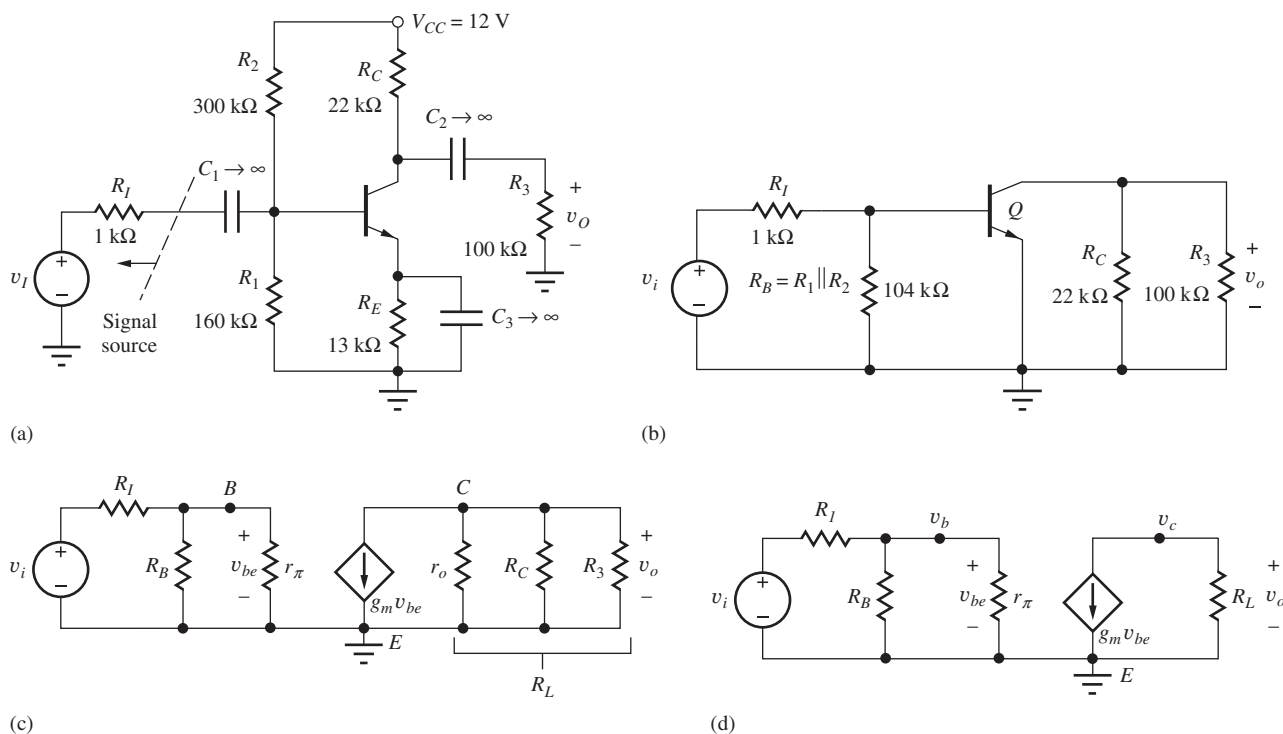 V_CC = 12 V
R_2
300 kΩ
R_C
22 kΩ
C_2 → ∞
C_1 → ∞
R_I
1 kΩ
R_3
100 kΩ
+
v_O
–
v_I
+
–
Signal
source
R_1
160 kΩ
R_E
13 kΩ
C_3 → ∞
(a)
R_I
1 kΩ
v_i
+
–
R_B = R_1 || R_2
104 kΩ
Q
R_C
22 kΩ
R_3
100 kΩ
+
v_o
–
(b)
R_I
B
v_i
+
–
R_B
+
v_be
–
r_π
g_m v_be
C
r_o
R_C
R_3
+
v_o
–
E
R_L
(c)
R_I
v_b
v_i
+
–
R_B
+
v_be
–
r_π
g_m v_be
v_c
R_L
+
v_o
–
E
(d)